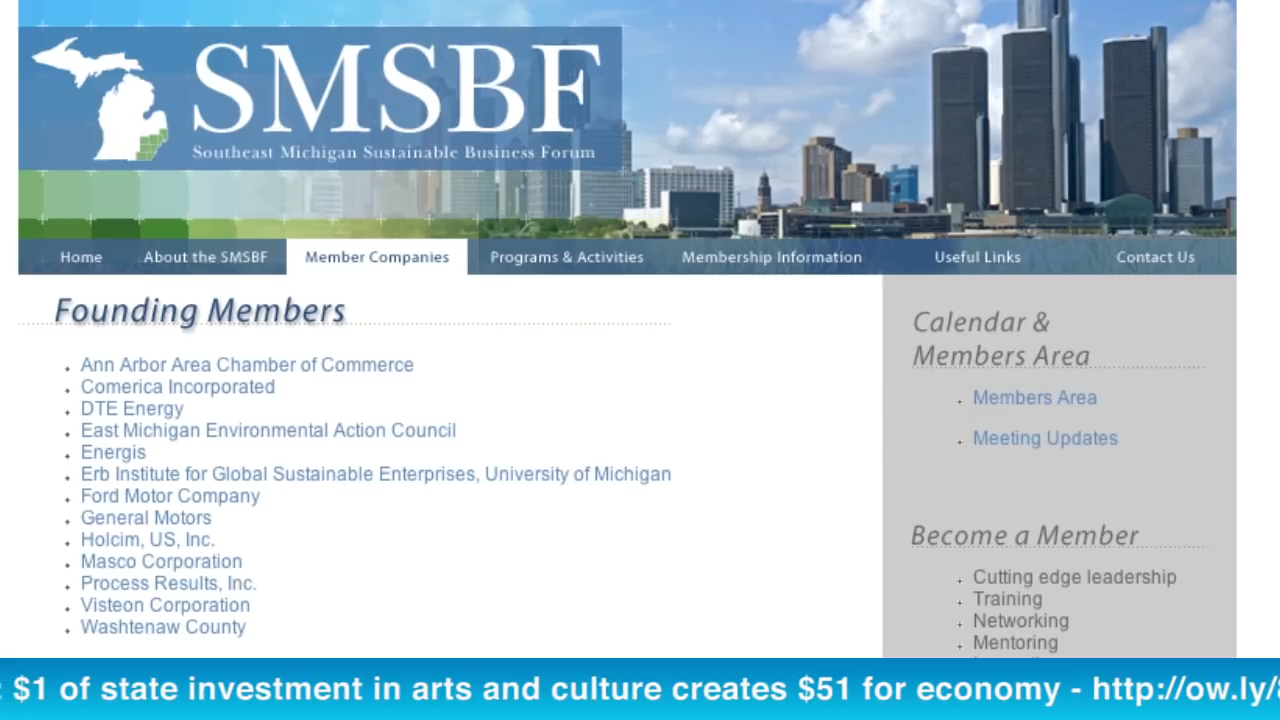 SMSBF
Southeast Michigan Sustainable Business Forum
Home
About the SMSBF
Member Companies
Programs & Activities
Membership Information
Useful Links
Contact Us
Founding Members
Ann Arbor Area Chamber of Commerce
Comerica Incorporated
DTE Energy
East Michigan Environmental Action Council
Energis
Erb Institute for Global Sustainable Enterprises, University of Michigan
Ford Motor Company
General Motors
Holcim, US, Inc.
Masco Corporation
Process Results, Inc.
Visteon Corporation
Washtenaw County
Calendar &
Members Area
Members Area
Meeting Updates
Become a Member
Cutting edge leadership
Training
Networking
Mentoring
: $1 of state investment in arts and culture creates $51 for economy - http://ow.ly/